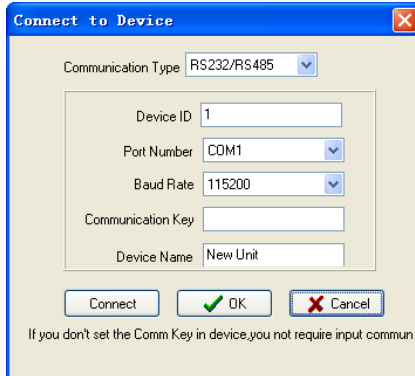 Connect to Device
Communication Type RS232/RS485
Device ID 1
Port Number COM1
Baud Rate 115200
Communication Key
Device Name New Unit
Connect OK Cancel
If you don't set the Comm Key in device,you not require input commun